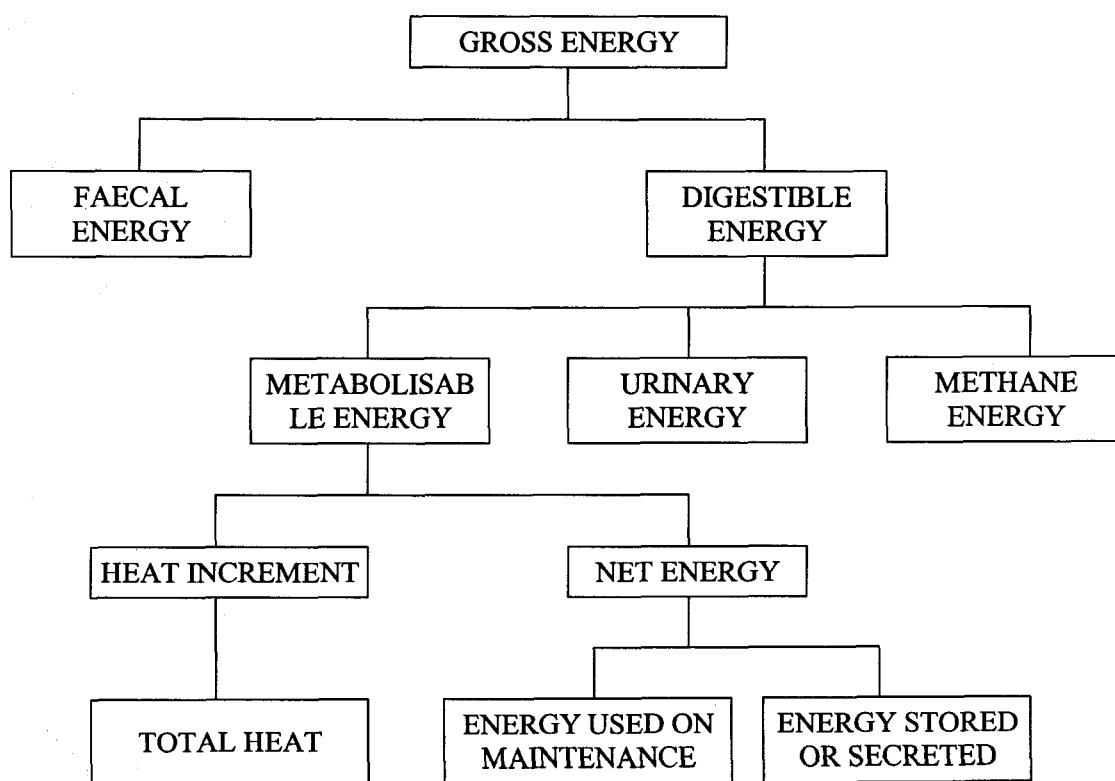 GROSS ENERGY
FAECAL
ENERGY
DIGESTIBLE
ENERGY
METABOLISAB
LE ENERGY
URINARY
ENERGY
METHANE
ENERGY
HEAT INCREMENT
NET ENERGY
TOTAL HEAT
ENERGY USED ON
MAINTENANCE
ENERGY STORED
OR SECRETED